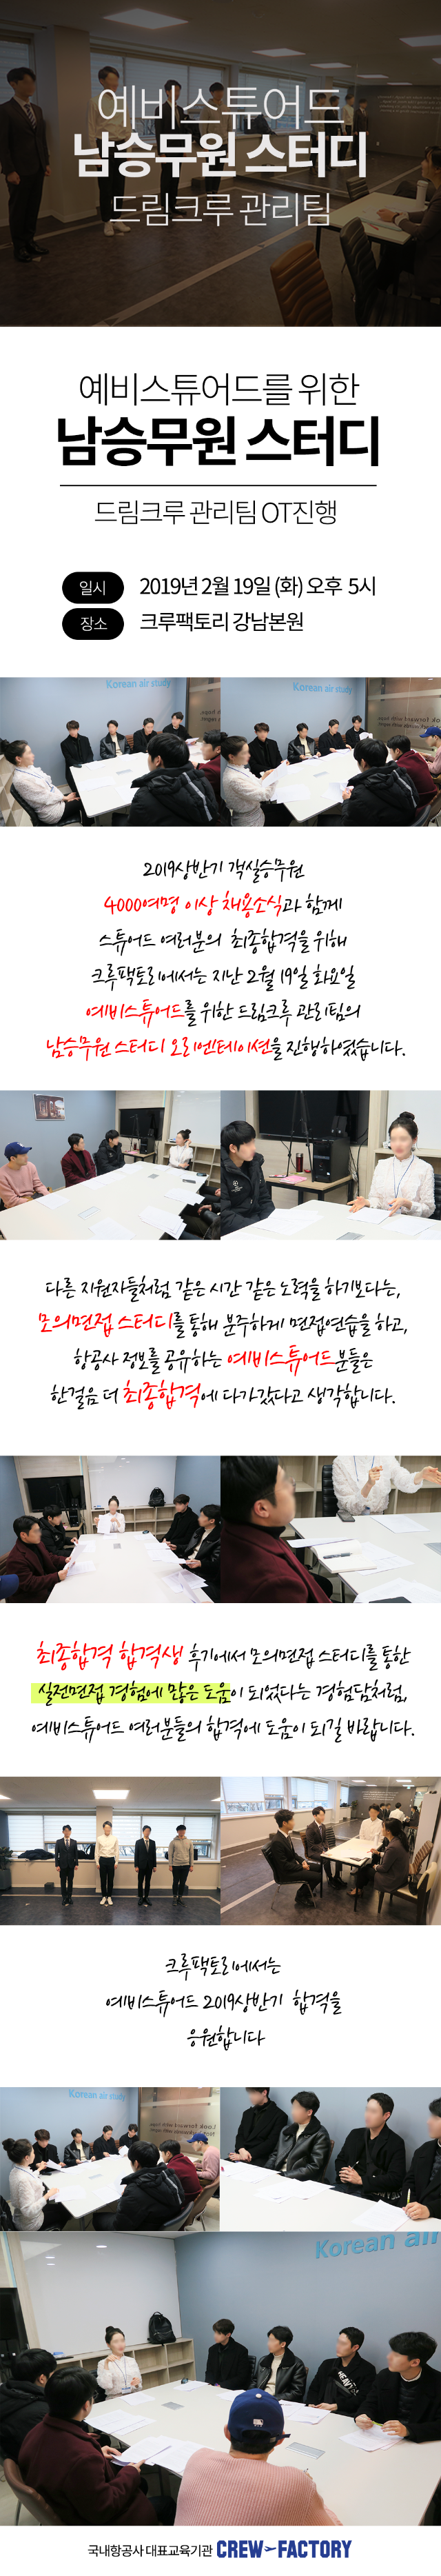 예비스튜어드
남승무원 스터디
드림크루 관리팀
예비스튜어드를 위한
남승무원 스터디
드림크루 관리팀 OT진행
일시 2019년 2월 19일 (화) 오후 5시
장소 크루팩토리 강남본원
Korean air study
Korean air study
2019상반기 객실승무원
4000여명 이상 채용소식과 함께
스튜어드 여러분의 최종합격을 위해
크루팩토리에서는 지난 2월 19일 화요일
예비스튜어드를 위한 드림크루 관리팀의
남승무원 스터디 오리엔테이션을 진행하였습니다.
다른 지원자들처럼 같은 시간 같은 노력을 하기보다는,
모의면접 스터디를 통해 분주하게 면접연습을 하고,
항공사 정보를 공유하는 예비스튜어드분들은
한걸음 더 최종합격에 다가갔다고 생각합니다.
최종합격 합격생 후기에서 모의면접 스터디를 통한
실전면접 경험에 많은 도움이 되었다는 경험담처럼,
예비스튜어드 여러분들의 합격에 도움이 되길 바랍니다.
크루팩토리에서는
예비스튜어드 2019상반기 합격을
응원합니다
Korean air study
Look forward with hope
Korean air
국내항공사 대표교육기관 CREW FACTORY